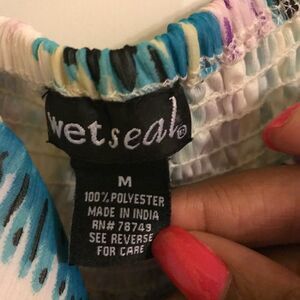 wetseal®
M
100% POLYESTER
MADE IN INDIA
RN# 78749
SEE REVERSE
FOR CARE